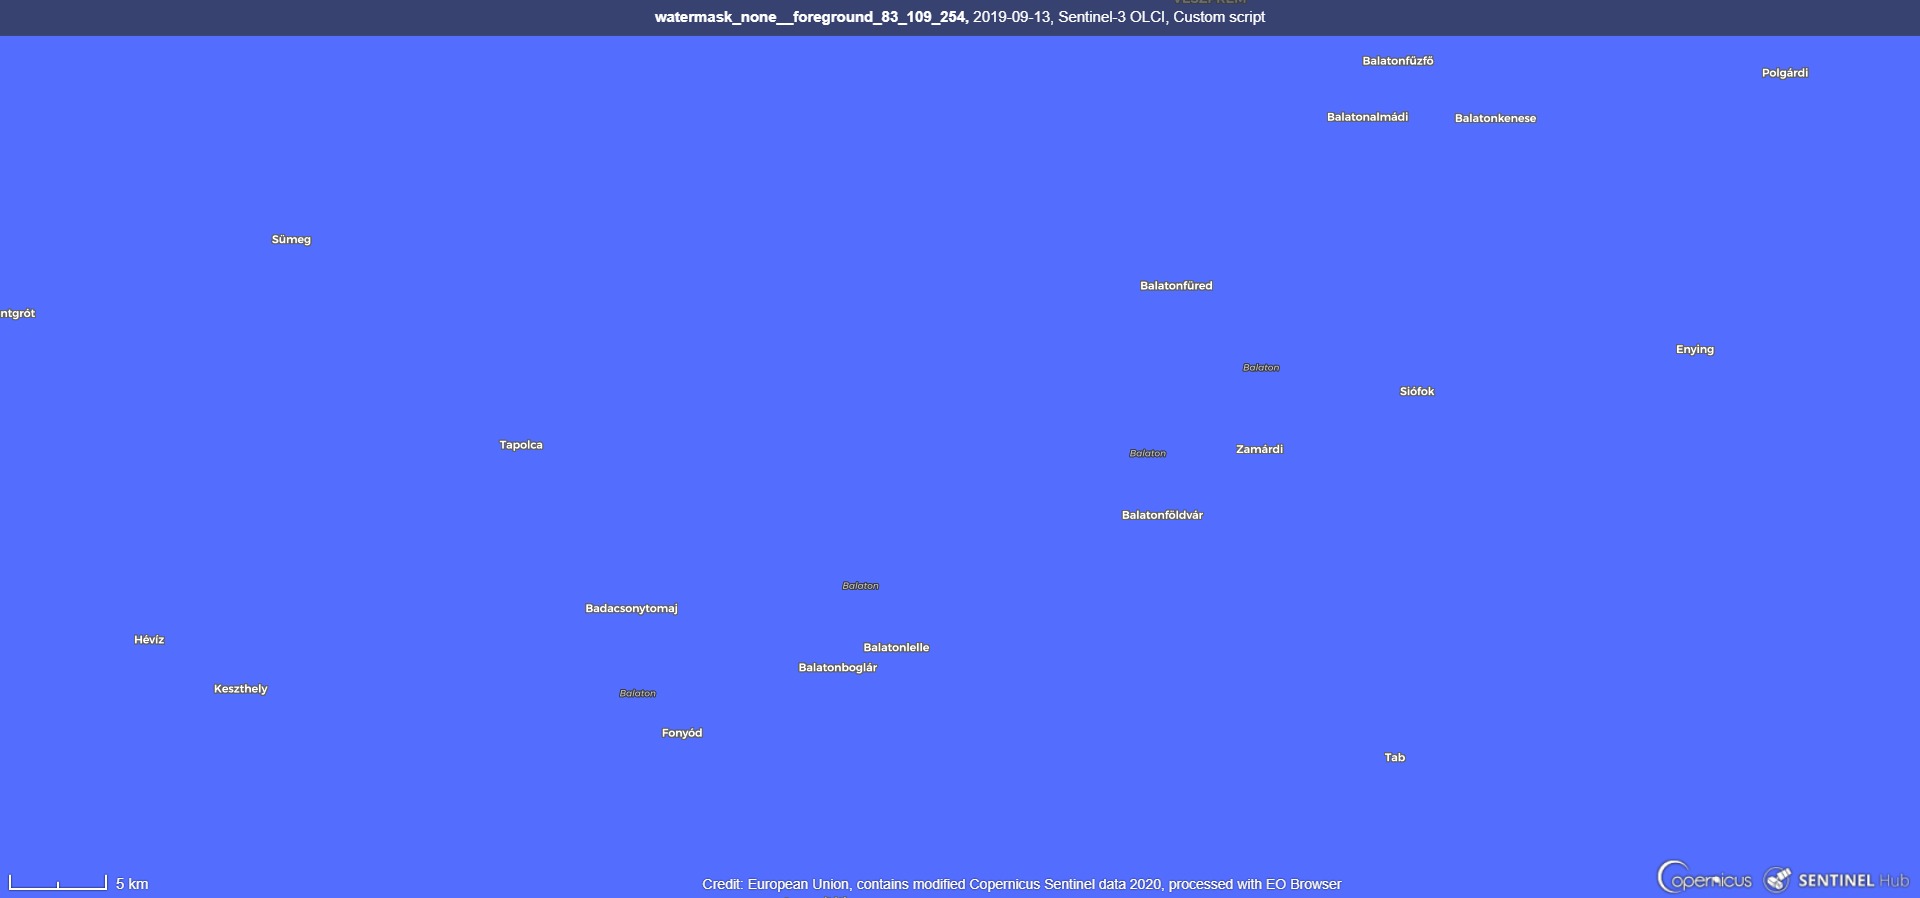 watermask_none__foreground_83_109_254, 2019-09-13, Sentinel-3 OLCI, Custom script
Balatonfűzfő
Polgárdi
Balatonalmádi
Balatonkenese
Sümeg
Balatonfüred
ntgrót
Enying
Balaton
Siófok
Tapolca
Zamárdi
Balaton
Balatonföldvár
Balaton
Badacsonytomaj
Hévíz
Balatonlelle
Balatonboglár
Keszthely
Balaton
Fonyód
Tab
5 km
Credit: European Union, contains modified Copernicus Sentinel data 2020, processed with EO Browser
Copernicus
SENTINEL Hub